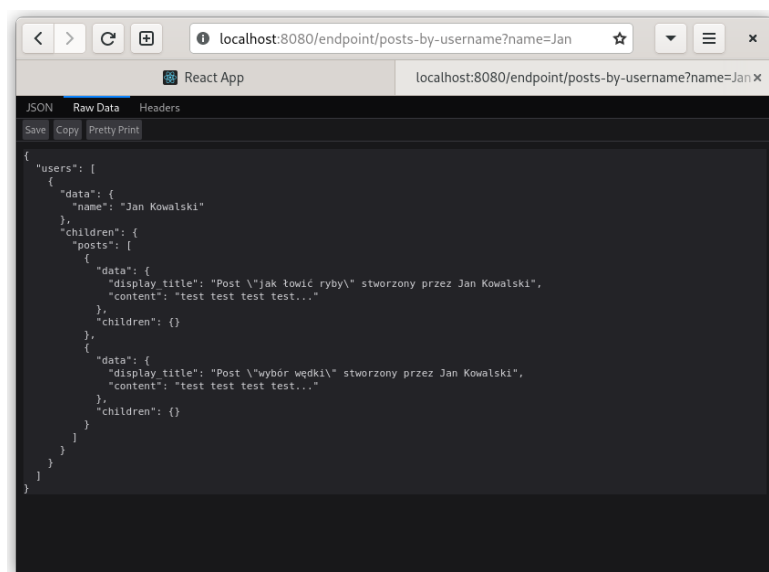 localhost:8080/endpoint/posts-by-username?name=Jan
React App
localhost:8080/endpoint/posts-by-username?name=Jan
JSON Raw Data Headers
Save Copy Pretty Print
{
  "users": [
    {
      "data": {
        "name": "Jan Kowalski"
      },
      "children": {
        "posts": [
          {
            "data": {
              "display_title": "Post \"jak łowić ryby\" stworzony przez Jan Kowalski",
              "content": "test test test test..."
            },
            "children": {}
          },
          {
            "data": {
              "display_title": "Post \"wybór wędki\" stworzony przez Jan Kowalski",
              "content": "test test test test..."
            },
            "children": {}
          }
        ]
      }
    }
  ]
}